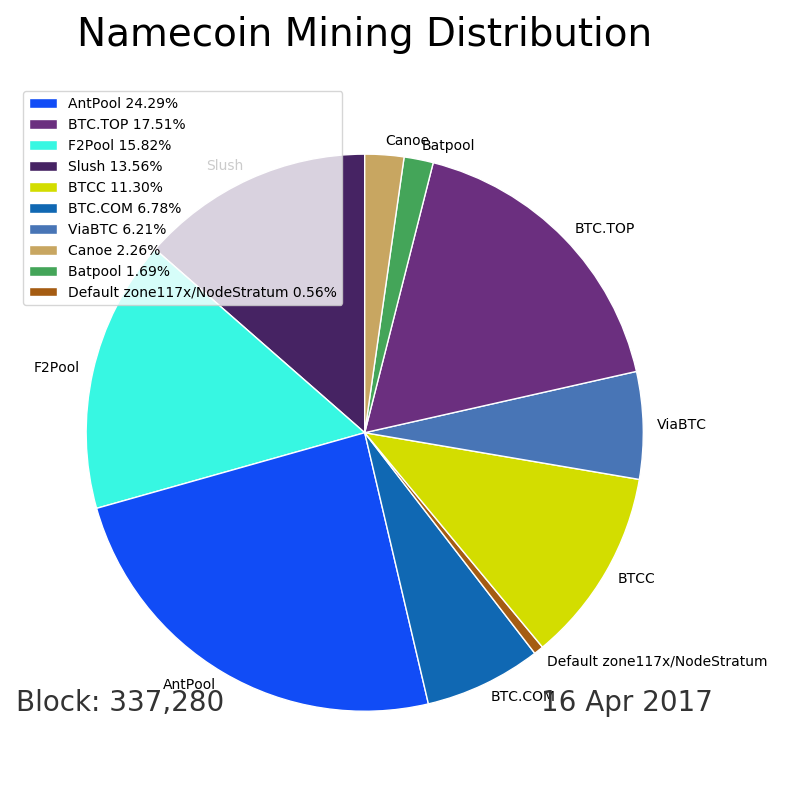 Namecoin Mining Distribution
AntPool 24.29%
BTC.TOP 17.51%
F2Pool 15.82%
Slush 13.56%
BTCC 11.30%
BTC.COM 6.78%
ViaBTC 6.21%
Canoe 2.26%
Batpool 1.69%
Default zone117x/NodeStratum 0.56%
Canoe
Batpool
Slush
BTC.TOP
F2Pool
ViaBTC
BTCC
Default zone117x/NodeStratum
AntPool
BTC.COM
Block: 337,280
16 Apr 2017